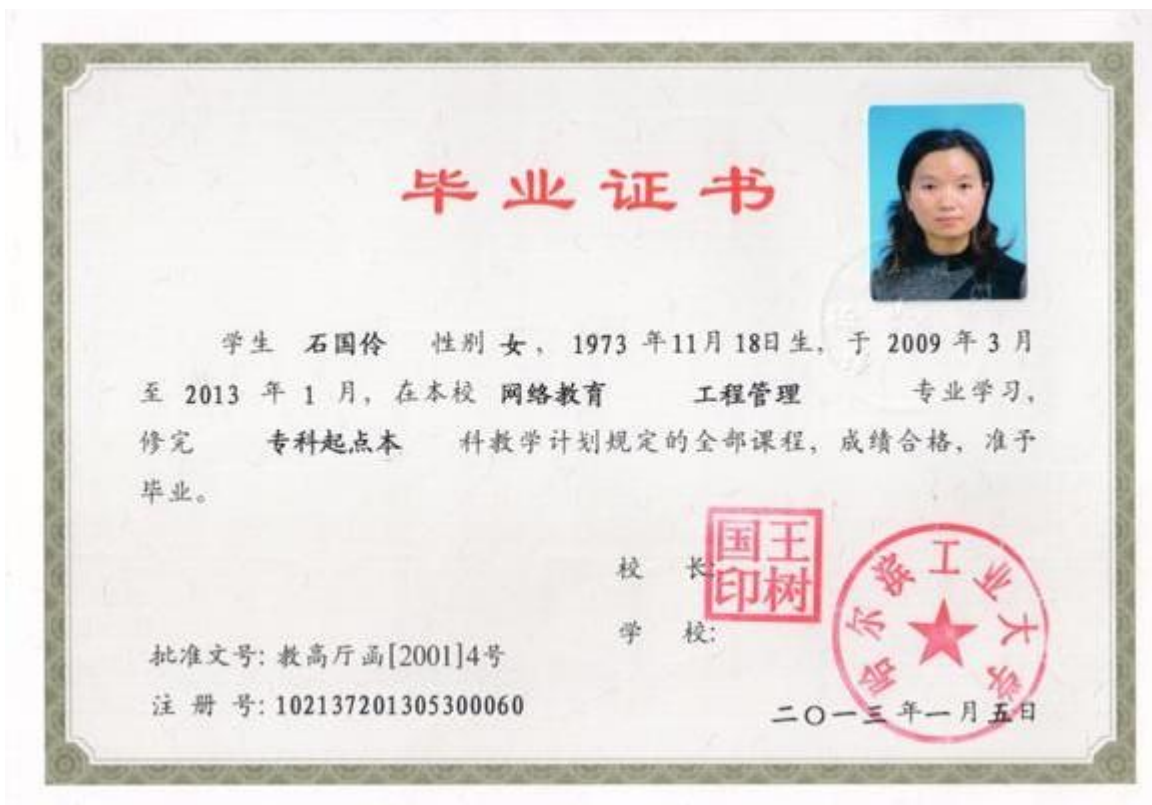 毕业证书
学生 石国伶 性别 女，1973 年11月 18日生，于 2009 年 3 月
至 2013 年 1 月，在本校 网络教育 工程管理 专业学习，
修完 专科起点本 科教学计划规定的全部课程，成绩合格，准予
毕业。
校 长:
国王
印树
学 校:
哈尔滨工业大学
批准文号: 教高厅函[2001]4号
注 册 号: 102137201305300060
二〇一三 年一月五日